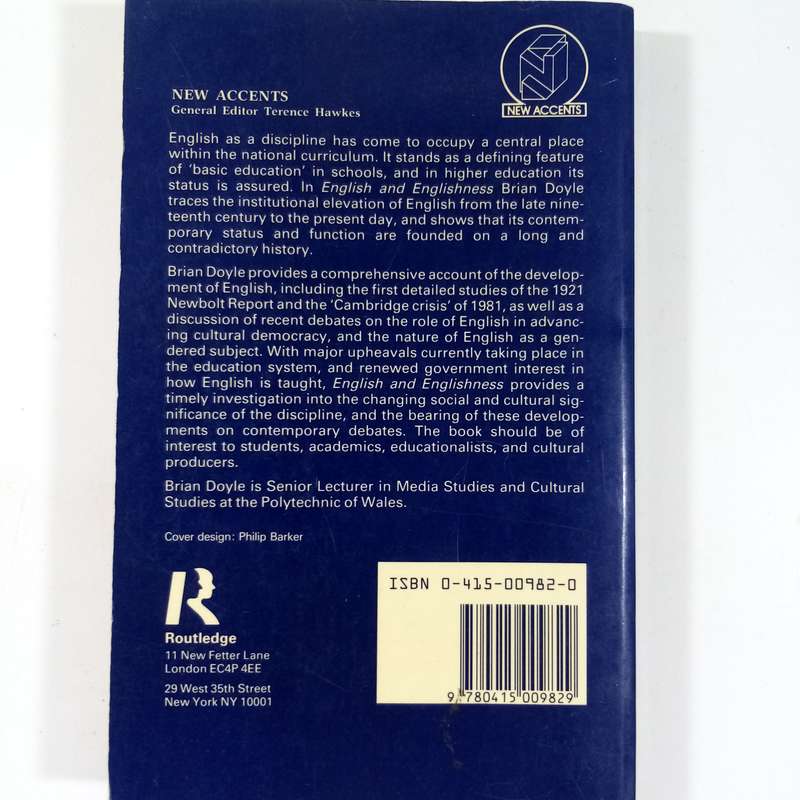 NEW ACCENTS
General Editor Terence Hawkes
NEW ACCENTS
English as a discipline has come to occupy a central place
within the national curriculum. It stands as a defining feature
of ‘basic education’ in schools, and in higher education its
status is assured. In English and Englishness Brian Doyle
traces the institutional elevation of English from the late nine-
teenth century to the present day, and shows that its contem-
porary status and function are founded on a long and
contradictory history.
Brian Doyle provides a comprehensive account of the develop-
ment of English, including the first detailed studies of the 1921
Newbolt Report and the ‘Cambridge crisis’ of 1981, as well as a
discussion of recent debates on the role of English in advanc-
ing cultural democracy, and the nature of English as a gen-
dered subject. With major upheavals currently taking place in
the education system, and renewed government interest in
how English is taught, English and Englishness provides a
timely investigation into the changing social and cultural sig-
nificance of the discipline, and the bearing of these develop-
ments on contemporary debates. The book should be of
interest to students, academics, educationalists, and cultural
producers.
Brian Doyle is Senior Lecturer in Media Studies and Cultural
Studies at the Polytechnic of Wales.
Cover design: Philip Barker
Routledge
11 New Fetter Lane
London EC4P 4EE
29 West 35th Street
New York NY 10001
ISBN 0-415-00982-0
9 780415 009829